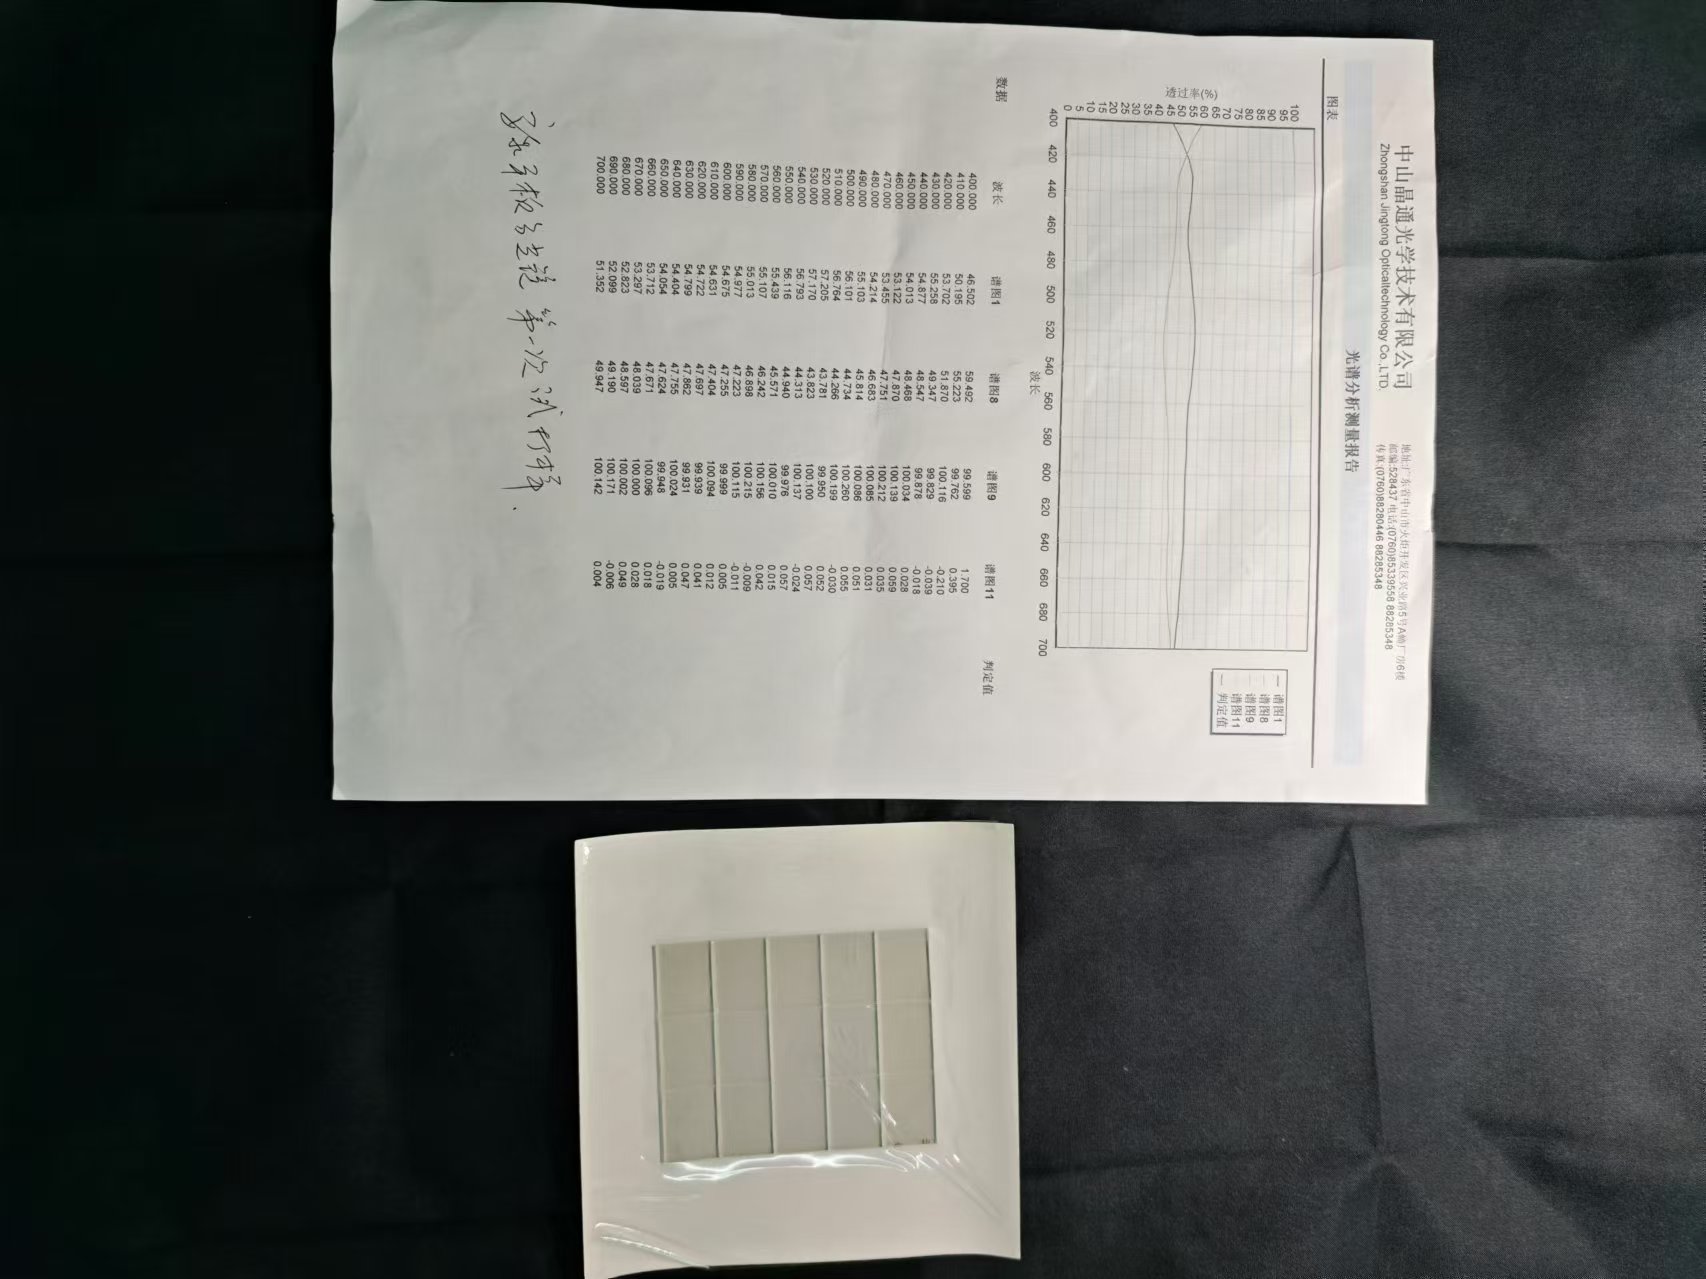 中山晶通光学技术有限公司
Zhongshan Jingtong Opticaltechnology Co.,LTD.
地址:广东省中山市火炬开发区兴业路5号A幢厂房6楼
邮编:528437 电话:(0760)85339558 88285348
传真:(0760)88280446 88285348
光谱分析测量报告
图表
透过率(%)
100
95
90
85
80
75
70
65
60
55
50
45
40
35
30
25
20
15
10
5
0
400 420 440 460 480 500 520 540 560 580 600 620 640 660 680 700
波长
谱图1
谱图8
谱图9
谱图11
判定值
数据 波长 谱图1 谱图8 谱图9 谱图11 判定值
400.000 46.502 59.492 99.599 1.700
410.000 50.195 55.223 99.762 0.395
420.000 53.702 51.870 100.116 -0.210
430.000 55.258 49.347 99.829 -0.039
440.000 54.877 48.547 99.878 -0.018
450.000 54.013 48.468 100.034 0.028
460.000 53.122 47.870 100.139 0.059
470.000 53.455 47.751 100.212 0.035
480.000 54.214 46.683 100.085 0.031
490.000 55.103 45.814 100.086 0.051
500.000 56.101 44.734 100.260 0.055
510.000 56.764 44.266 100.199 -0.030
520.000 57.205 43.781 99.950 0.052
530.000 57.170 43.823 100.100 0.057
540.000 56.793 44.313 100.137 -0.024
550.000 56.116 44.940 99.976 0.057
560.000 55.439 45.571 100.010 0.015
570.000 55.107 46.242 100.156 0.042
580.000 55.013 46.898 100.215 -0.009
590.000 54.977 47.223 100.115 -0.011
600.000 54.675 47.255 99.999 0.005
610.000 54.631 47.404 100.094 0.012
620.000 54.722 47.697 99.939 0.041
630.000 54.799 47.862 99.931 0.047
640.000 54.404 47.755 100.024 0.005
650.000 54.054 47.624 99.948 -0.019
660.000 53.712 47.671 100.096 0.018
670.000 53.297 48.039 100.000 0.028
680.000 52.823 48.597 100.002 0.049
690.000 52.099 49.190 100.171 -0.006
700.000 51.352 49.947 100.142 0.004
平板分光镜 第一次试打样.